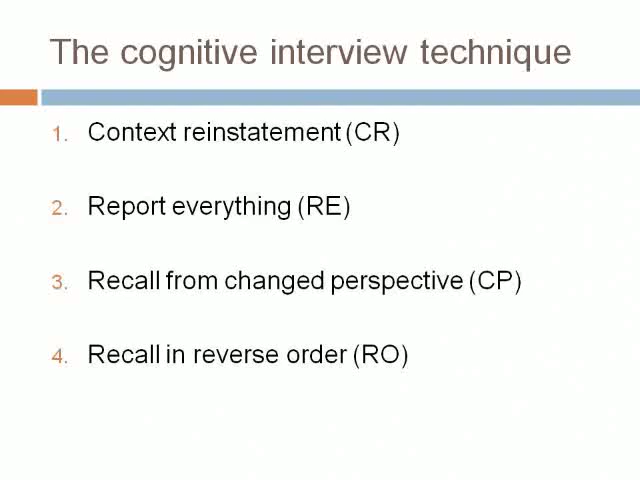 The cognitive interview technique
1. Context reinstatement (CR)
2. Report everything (RE)
3. Recall from changed perspective (CP)
4. Recall in reverse order (RO)